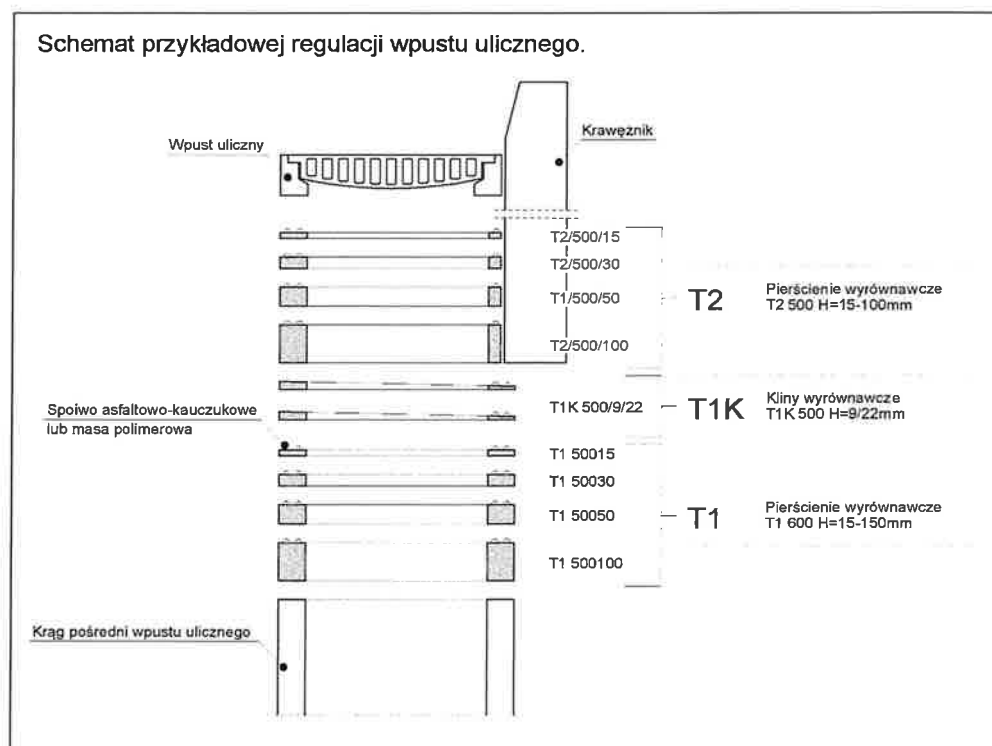 Schemat przykładowej regulacji wpustu ulicznego.
Wpust uliczny
Krawężnik
T2/500/15
T2/500/30
T1/500/50
T2/500/100
T2
Pierścienie wyrównawcze
T2 500 H=15-100mm
Spoiwo asfaltowo-kauczukowe
lub masa polimerowa
T1K 500/9/22
T1K
Kliny wyrównawcze
T1K 500 H=9/22mm
T1 50015
T1 50030
T1 50050
T1 500100
T1
Pierścienie wyrównawcze
T1 600 H=15-150mm
Krąg pośredni wpustu ulicznego